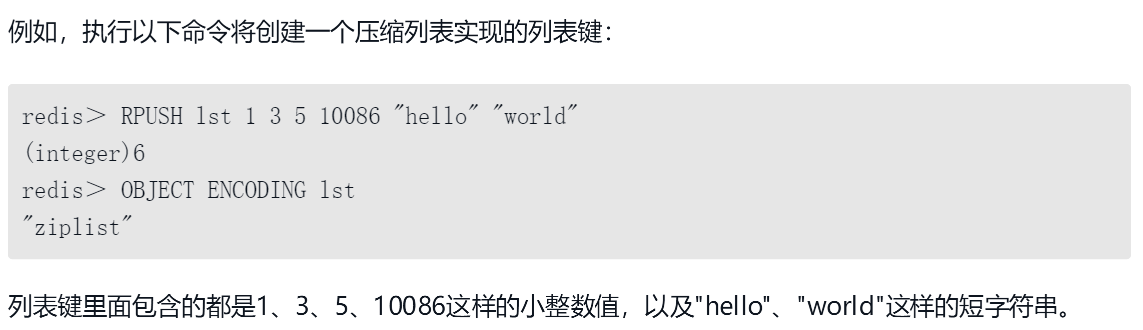 例如，执行以下命令将创建一个压缩列表实现的列表键：
redis＞ RPUSH lst 1 3 5 10086 "hello" "world"
(integer)6
redis＞ OBJECT ENCODING lst
"ziplist"
列表键里面包含的都是1、3、5、10086这样的小整数值，以及"hello"、"world"这样的短字符串。